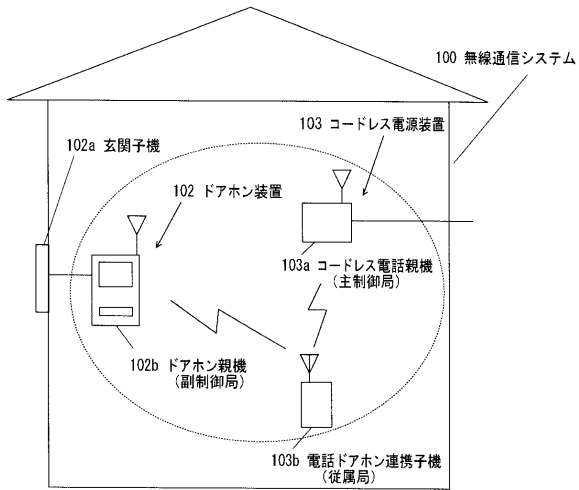 100 無線通信システム
103 コードレス電源装置
102a 玄関子機
102 ドアホン装置
103a コードレス電話親機
(主制御局)
102b ドアホン親機
(副制御局)
103b 電話ドアホン連携子機
(従属局)